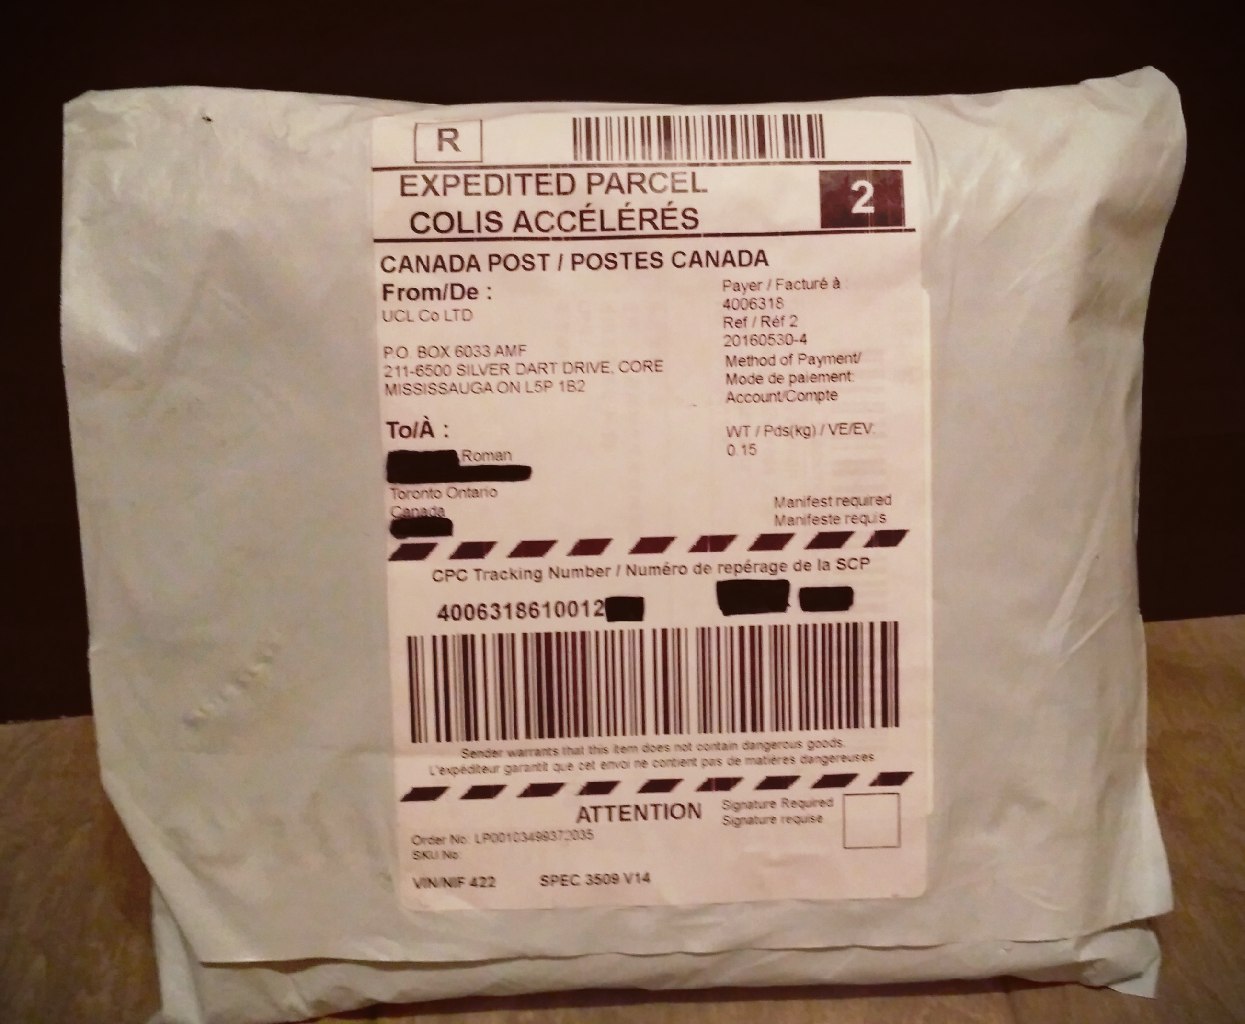 R
EXPEDITED PARCEL
COLIS ACCÉLÉRÉS
2
CANADA POST / POSTES CANADA
From/De :
UCL Co LTD
P.O. BOX 6033 AMF
211-6500 SILVER DART DRIVE, CORE
MISSISSAUGA ON L5P 1B2
Payer / Facturé à :
4006318
Ref / Réf 2
20160530-4
Method of Payment/
Mode de paiement:
Account/Compte
To/À :
Roman
Toronto Ontario
Canada
WT / Pds(kg) / VE/EV:
0.15
Manifest required
Manifeste requis
CPC Tracking Number / Numéro de repérage de la SCP
4006318610012
Sender warrants that this item does not contain dangerous goods.
L'expéditeur garantit que cet envoi ne contient pas de matières dangereuses
ATTENTION
Signature Required
Signature requise
Order No: LP00103499372035
SKU No:
VIN/NIF 422
SPEC 3509 V14